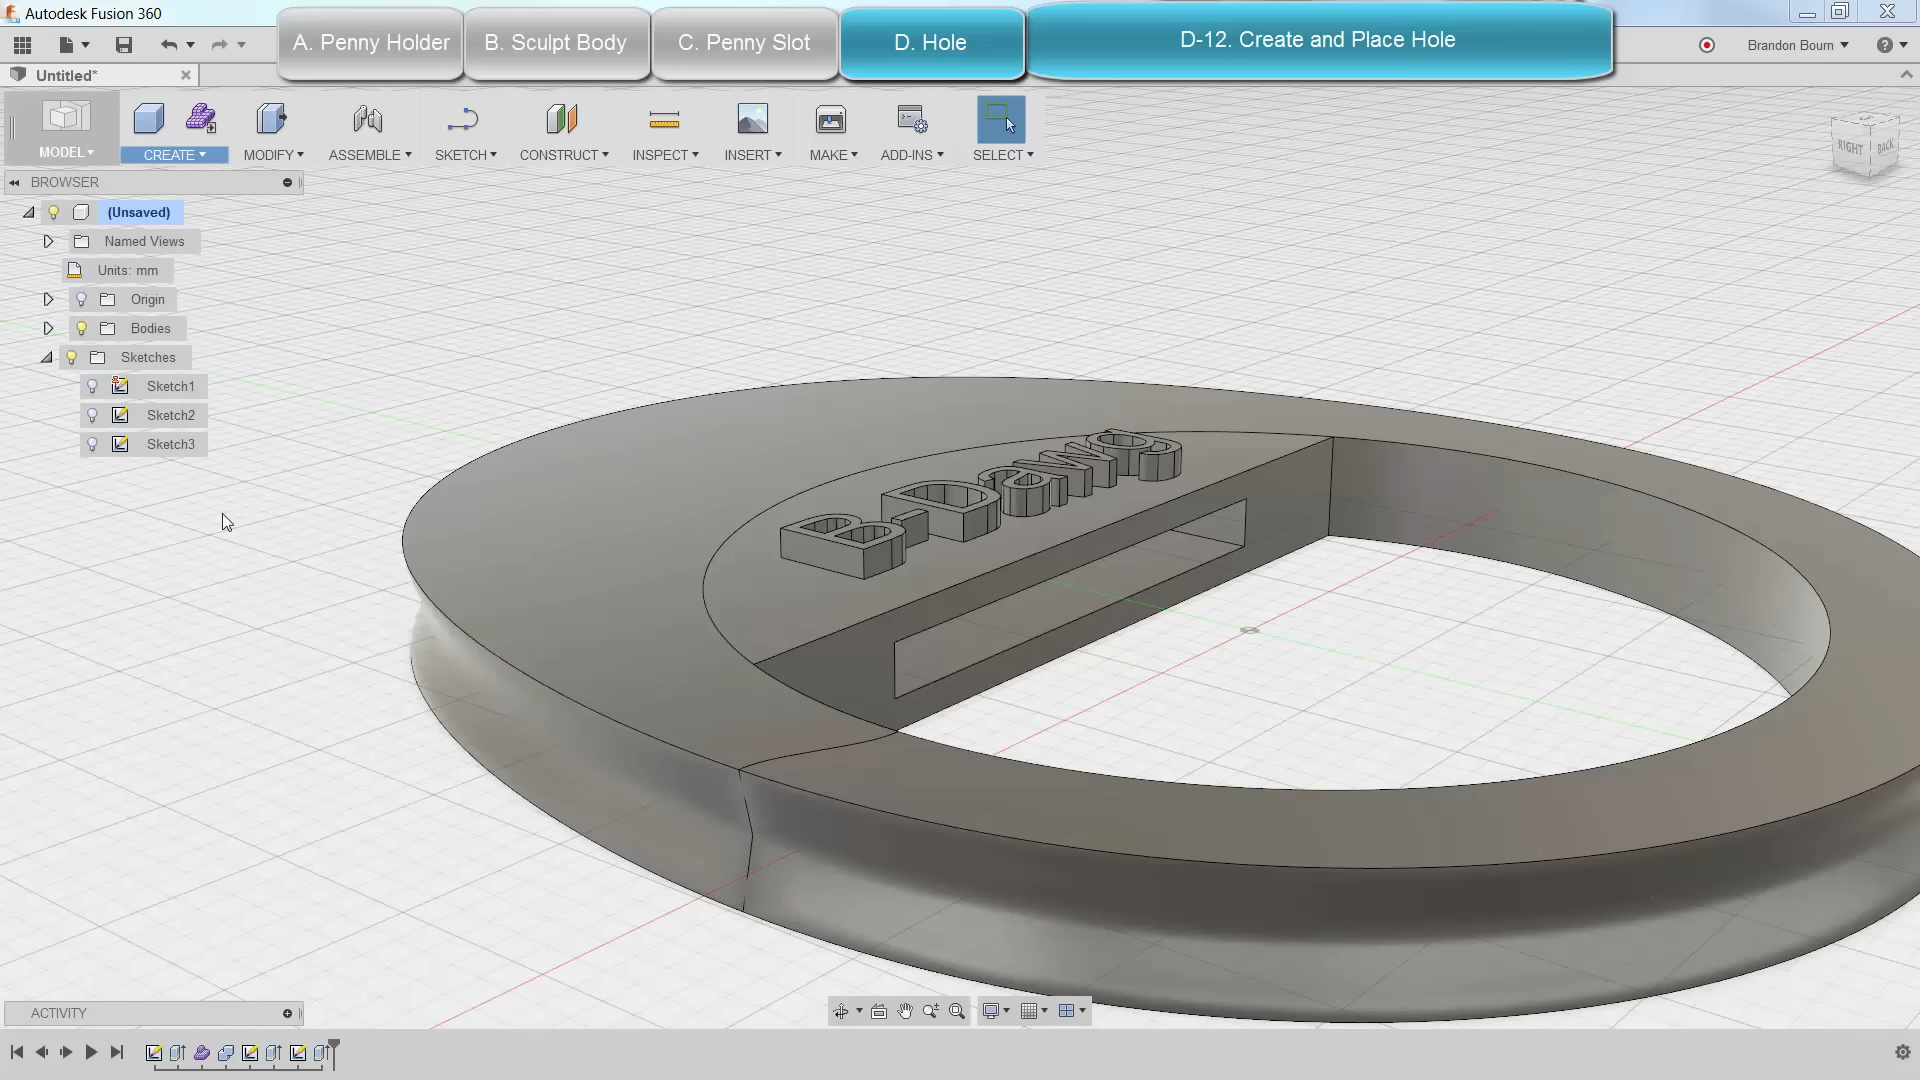 Autodesk Fusion 360
A. Penny Holder
B. Sculpt Body
C. Penny Slot
D. Hole
D-12. Create and Place Hole
Brandon Bourn
Untitled*
MODEL
CREATE
MODIFY
ASSEMBLE
SKETCH
CONSTRUCT
INSPECT
INSERT
MAKE
ADD-INS
SELECT
RIGHT
BACK
BROWSER
(Unsaved)
Named Views
Units: mm
Origin
Bodies
Sketches
Sketch1
Sketch2
Sketch3
B-Dawg
ACTIVITY